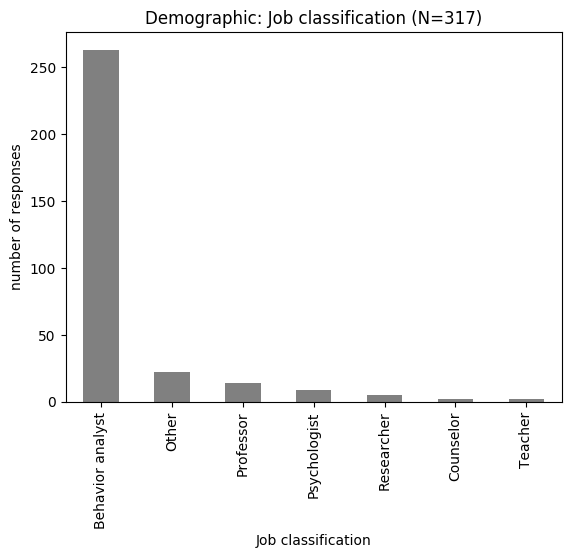 Demographic: Job classification (N=317)
number of responses
250
200
150
100
50
0
Behavior analyst
Other
Professor
Psychologist
Researcher
Counselor
Teacher
Job classification